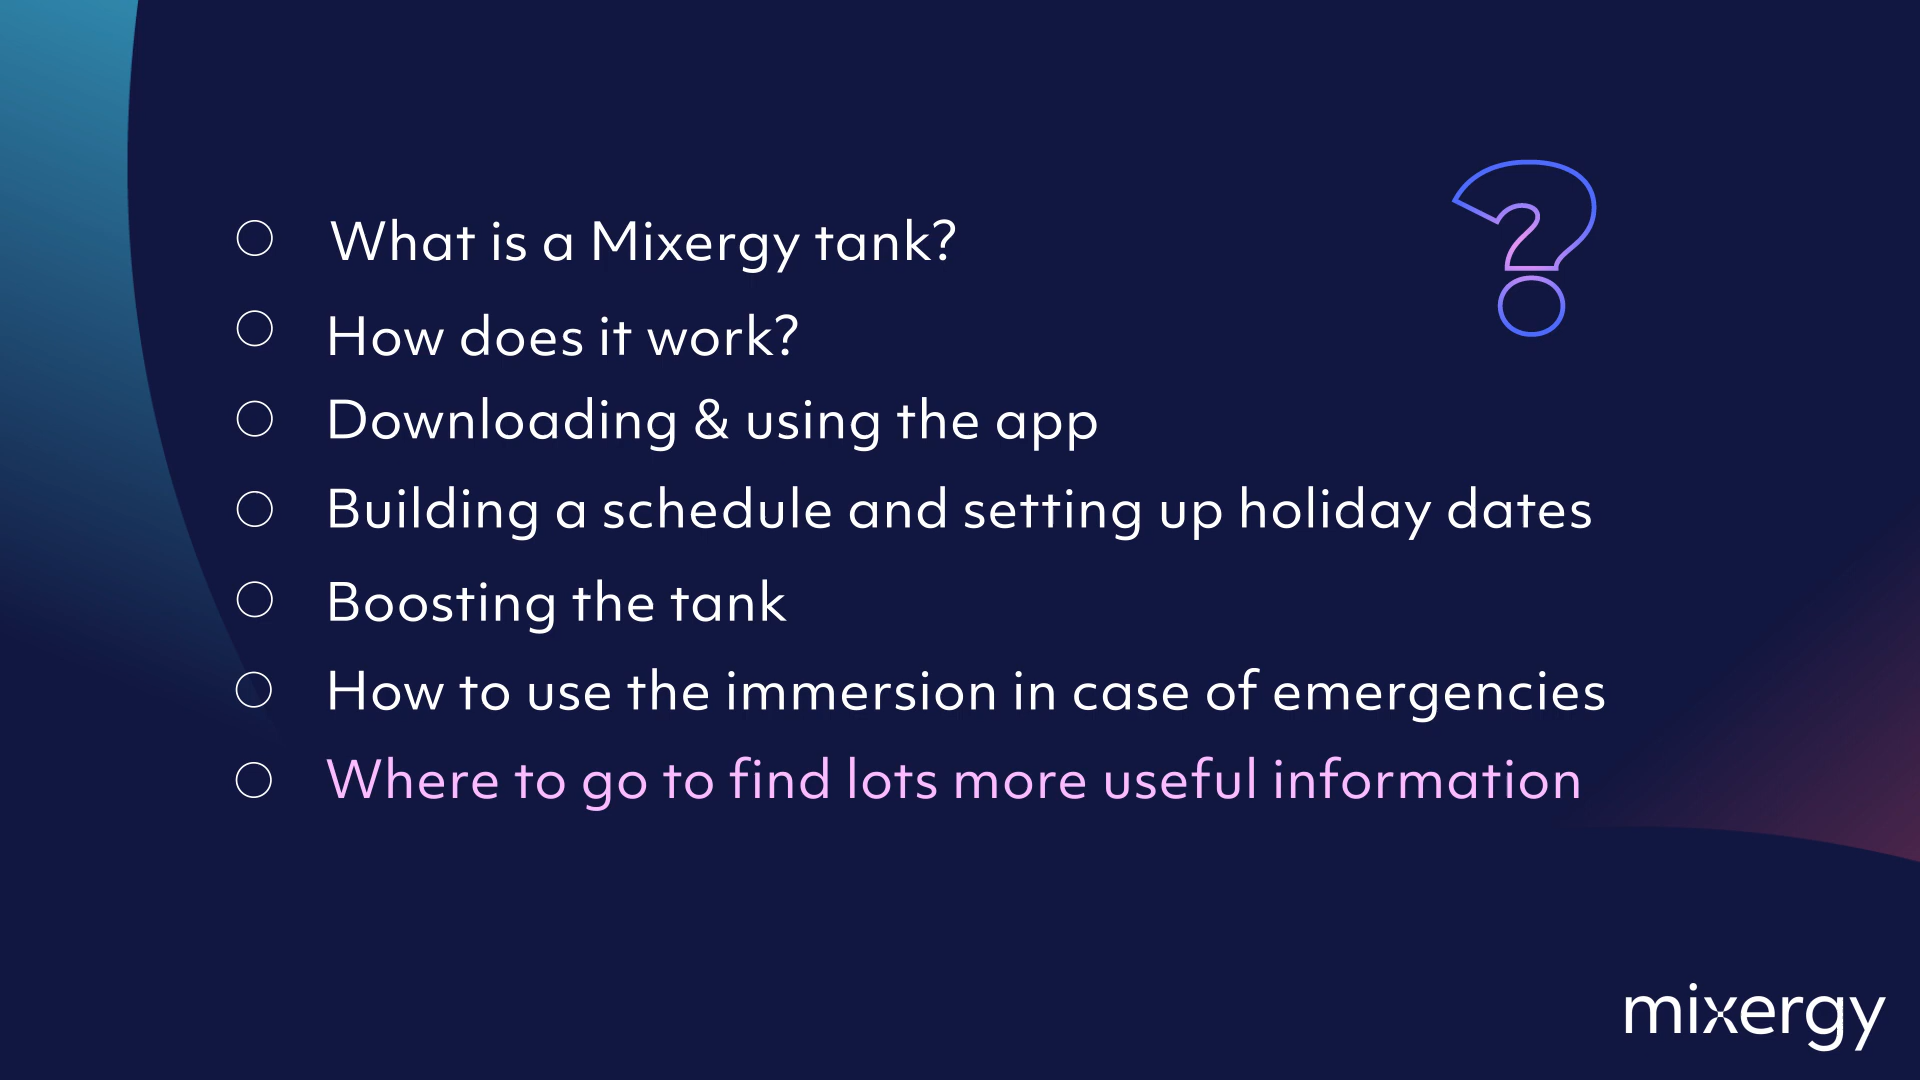 What is a Mixergy tank?
How does it work?
Downloading & using the app
Building a schedule and setting up holiday dates
Boosting the tank
How to use the immersion in case of emergencies
Where to go to find lots more useful information
?
mixergy